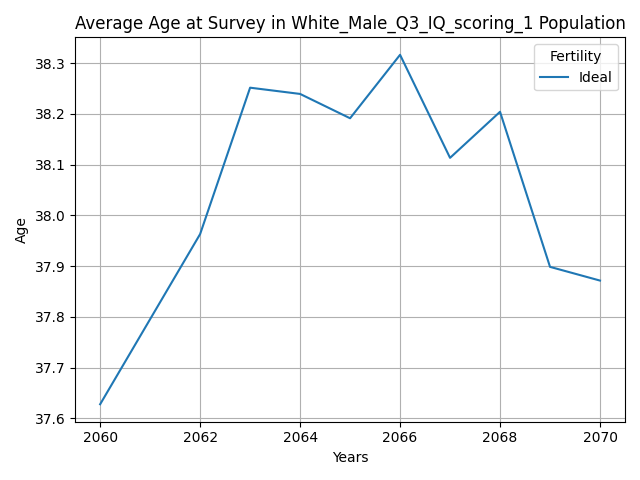 Average Age at Survey in White_Male_Q3_IQ_scoring_1 Population
Fertility
Ideal
38.3
38.2
38.1
38.0
37.9
37.8
37.7
37.6
Age
2060 2062 2064 2066 2068 2070
Years